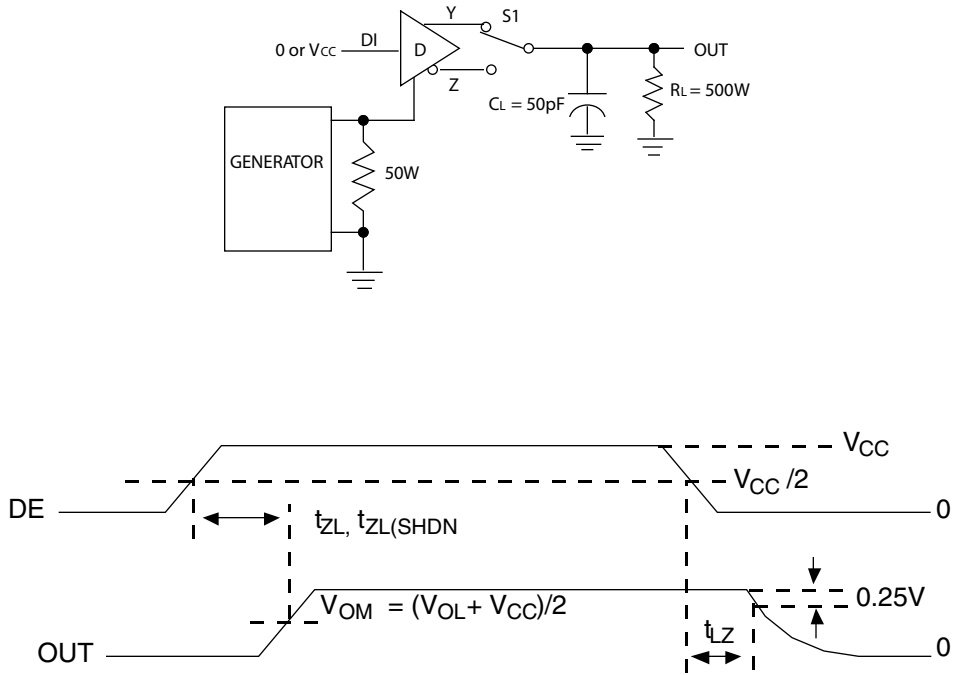 Y
S1
0 or VCC
DI
D
OUT
Z
CL = 50pF
RL = 500W
GENERATOR
50W
VCC
VCC /2
DE
0
tZL, tZL(SHDN
0.25V
VOM = (VOL+ VCC)/2
tLZ
OUT
0